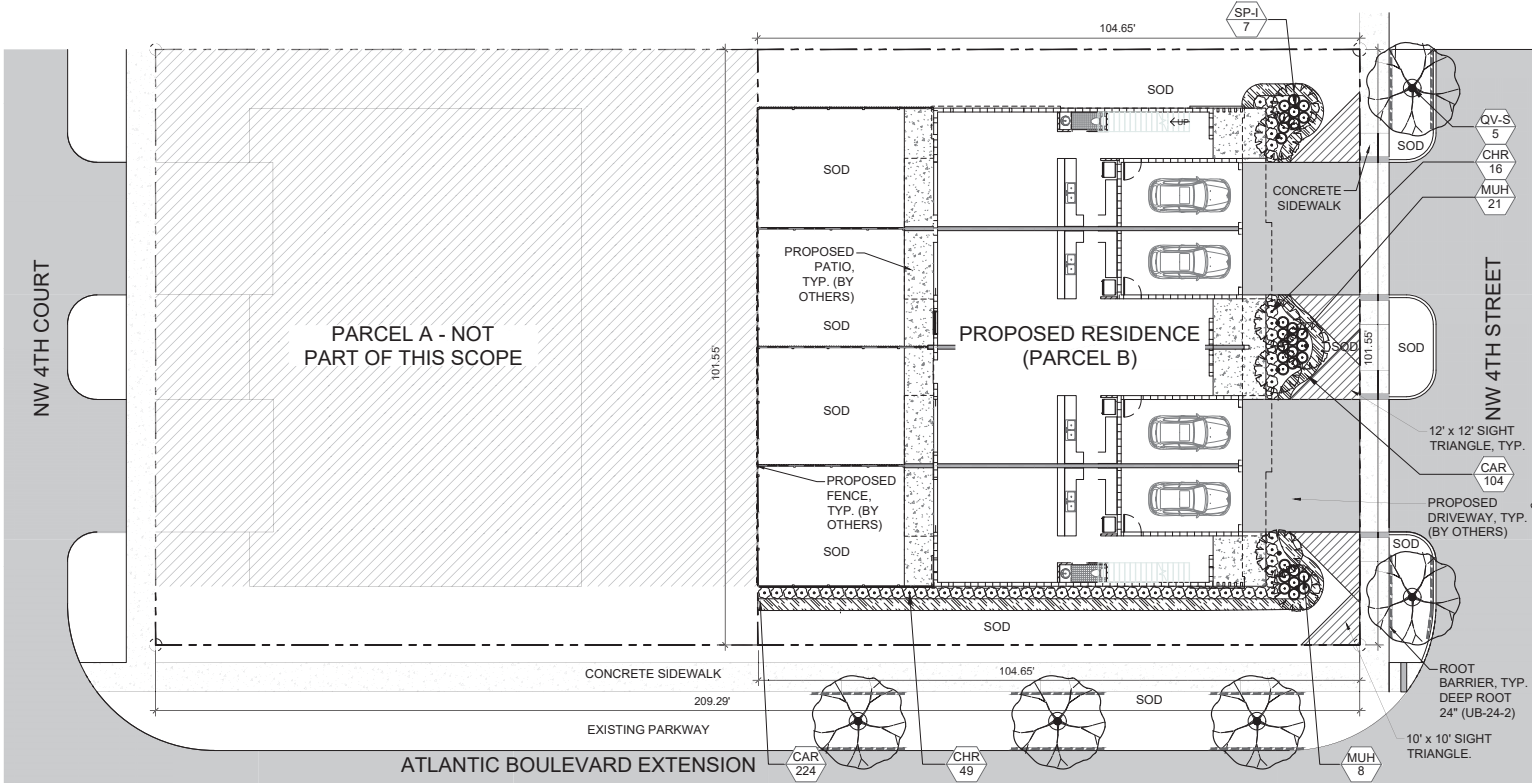 SP-I
7
104.65'
SOD
UP
QV-S
5
SOD
CHR
16
MUH
21
CONCRETE
SIDEWALK
SOD
PROPOSED
PATIO,
TYP. (BY
OTHERS)
SOD
NW 4TH COURT
PARCEL A - NOT
PART OF THIS SCOPE
101.55'
PROPOSED RESIDENCE
(PARCEL B)
SOD
101.55'
SOD
NW 4TH STREET
SOD
12' x 12' SIGHT
TRIANGLE, TYP.
CAR
104
PROPOSED
FENCE,
TYP. (BY
OTHERS)
SOD
PROPOSED
DRIVEWAY, TYP.
(BY OTHERS)
SOD
SOD
CONCRETE SIDEWALK
104.65'
209.29'
SOD
ROOT
BARRIER, TYP.
DEEP ROOT
24" (UB-24-2)
EXISTING PARKWAY
10' x 10' SIGHT
TRIANGLE.
ATLANTIC BOULEVARD EXTENSION
CAR
224
CHR
49
MUH
8